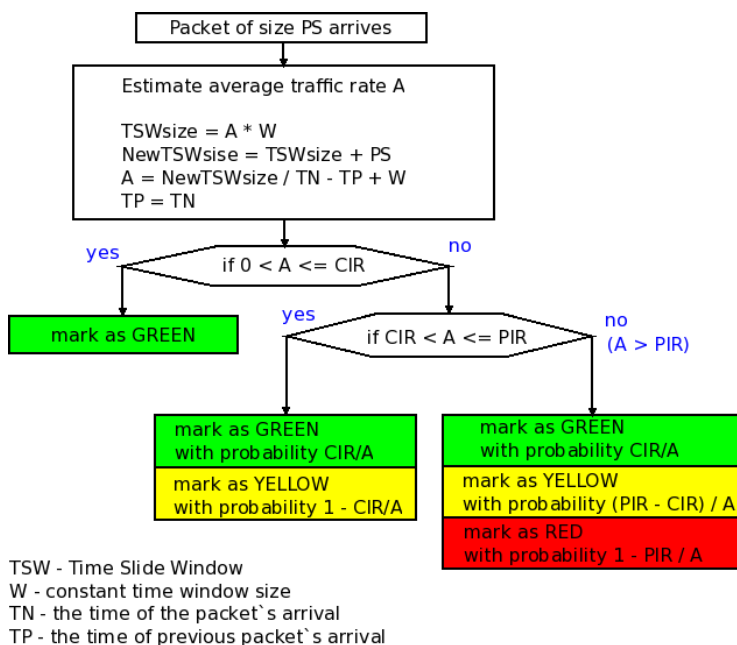 Packet of size PS arrives
Estimate average traffic rate A
TSWsize = A * W
NewTSWsise = TSWsize + PS
A = NewTSWsize / TN - TP + W
TP = TN
yes
if 0 < A <= CIR
no
mark as GREEN
yes
if CIR < A <= PIR
no
(A > PIR)
mark as GREEN
with probability CIR/A
mark as YELLOW
with probability 1 - CIR/A
mark as GREEN
with probability CIR/A
mark as YELLOW
with probability (PIR - CIR) / A
mark as RED
with probability 1 - PIR / A
TSW - Time Slide Window
W - constant time window size
TN - the time of the packet`s arrival
TP - the time of previous packet`s arrival